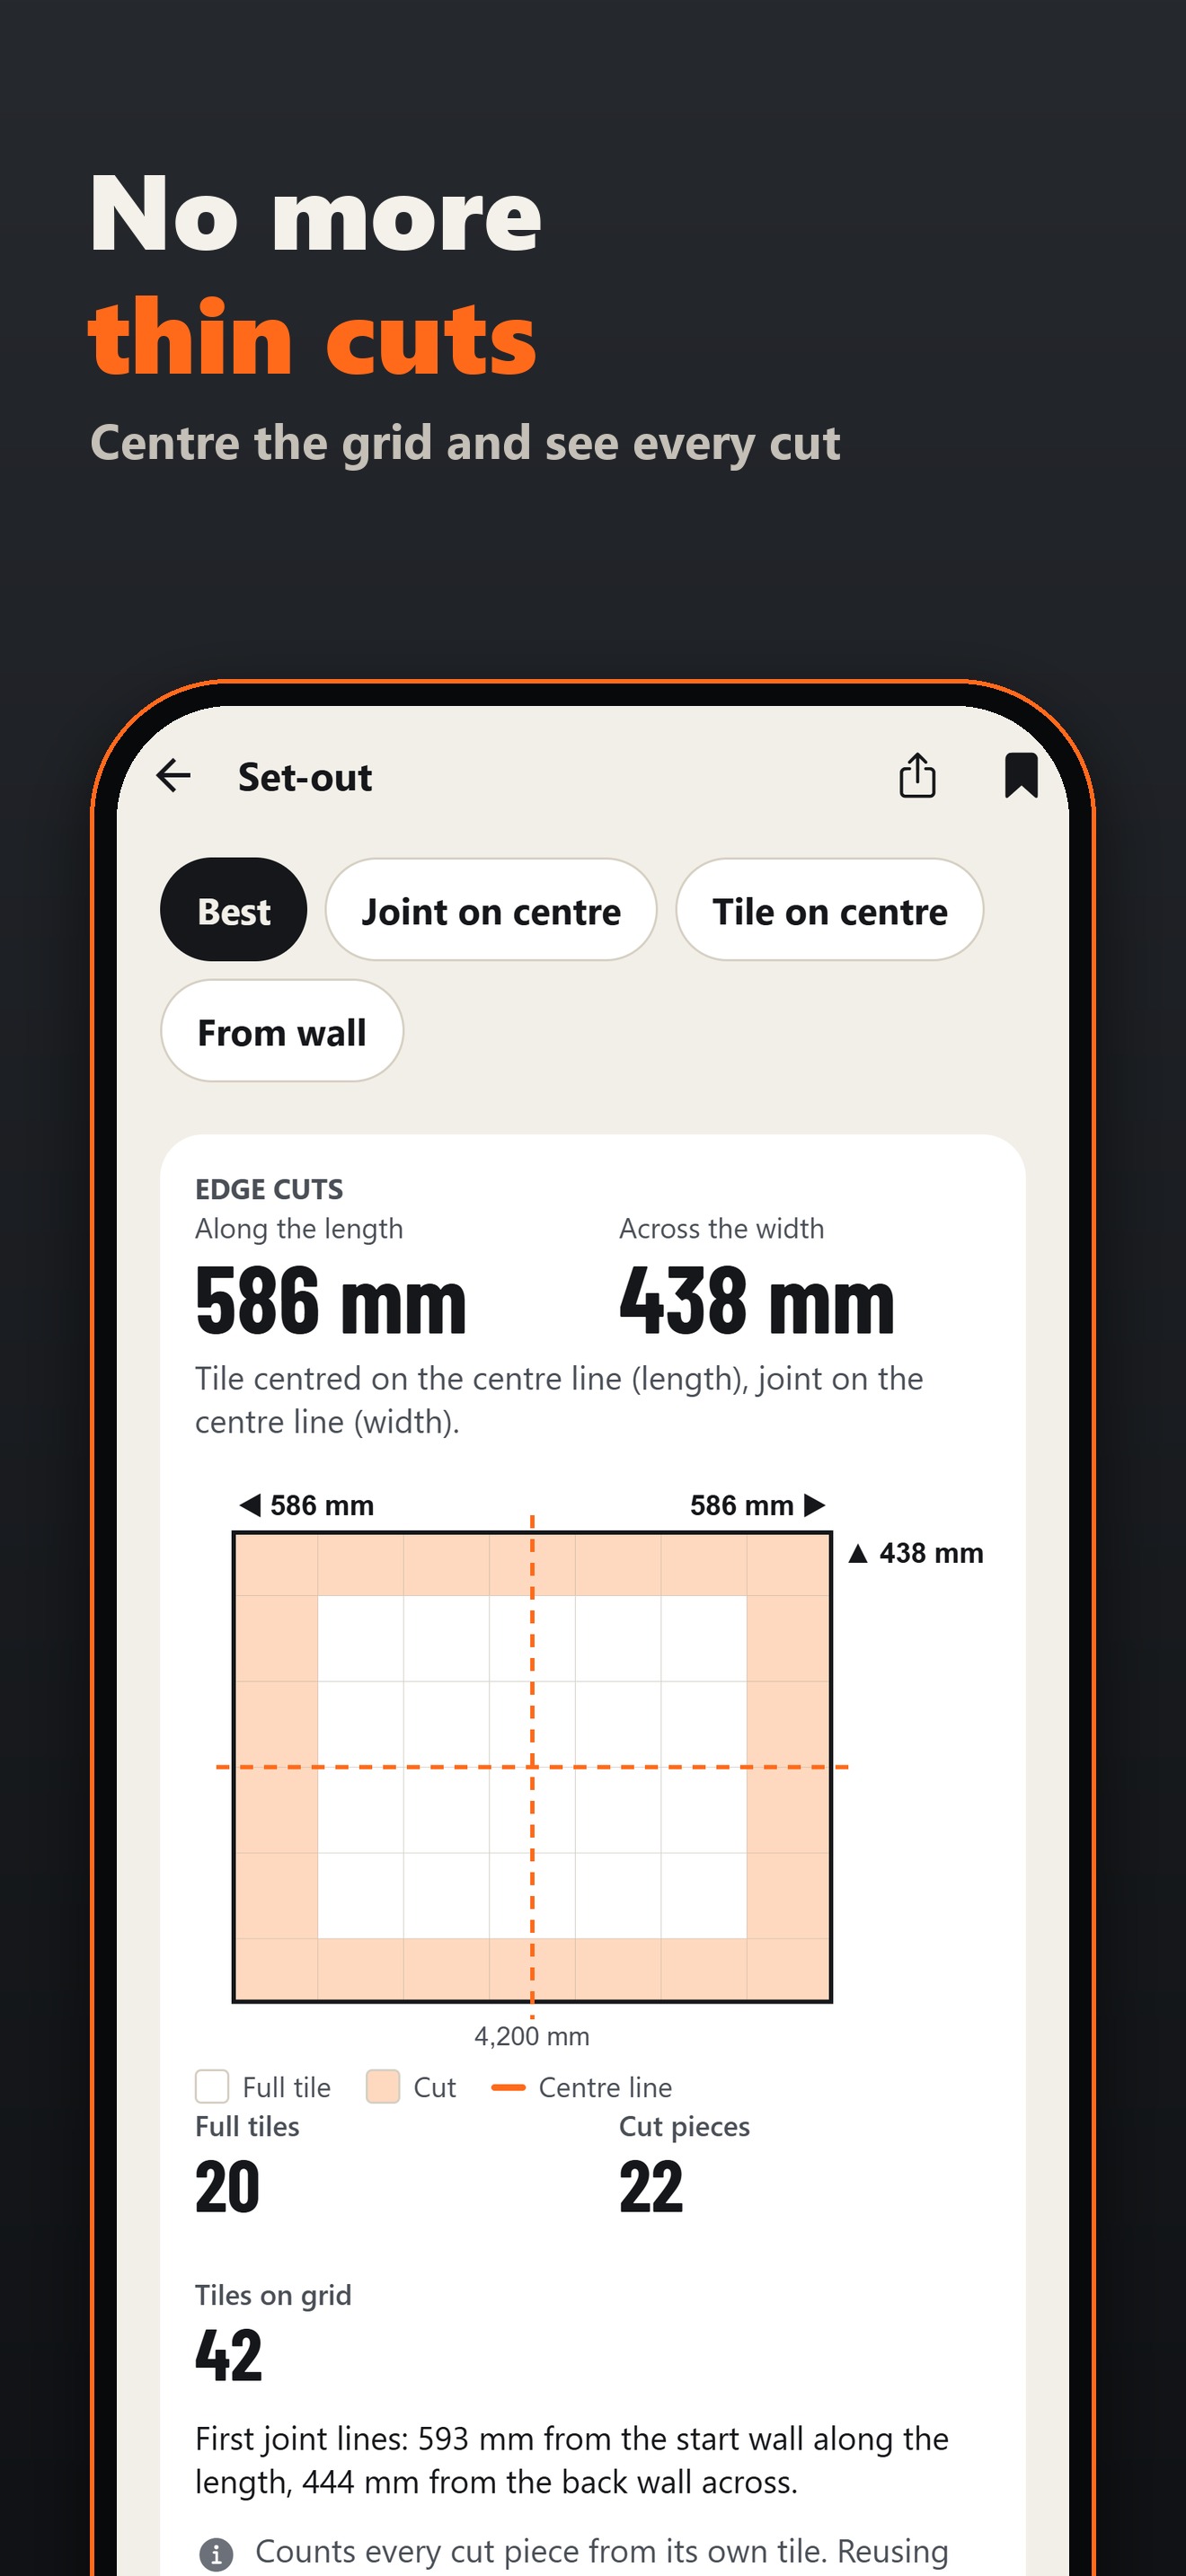 No more
thin cuts
Centre the grid and see every cut
Set-out
Best
Joint on centre
Tile on centre
From wall
EDGE CUTS
Along the length
Across the width
586 mm
438 mm
Tile centred on the centre line (length), joint on the
centre line (width).
◀ 586 mm
586 mm ▶
▲ 438 mm
4,200 mm
Full tile
Cut
Centre line
Full tiles
Cut pieces
20
22
Tiles on grid
42
First joint lines: 593 mm from the start wall along the
length, 444 mm from the back wall across.
Counts every cut piece from its own tile. Reusing